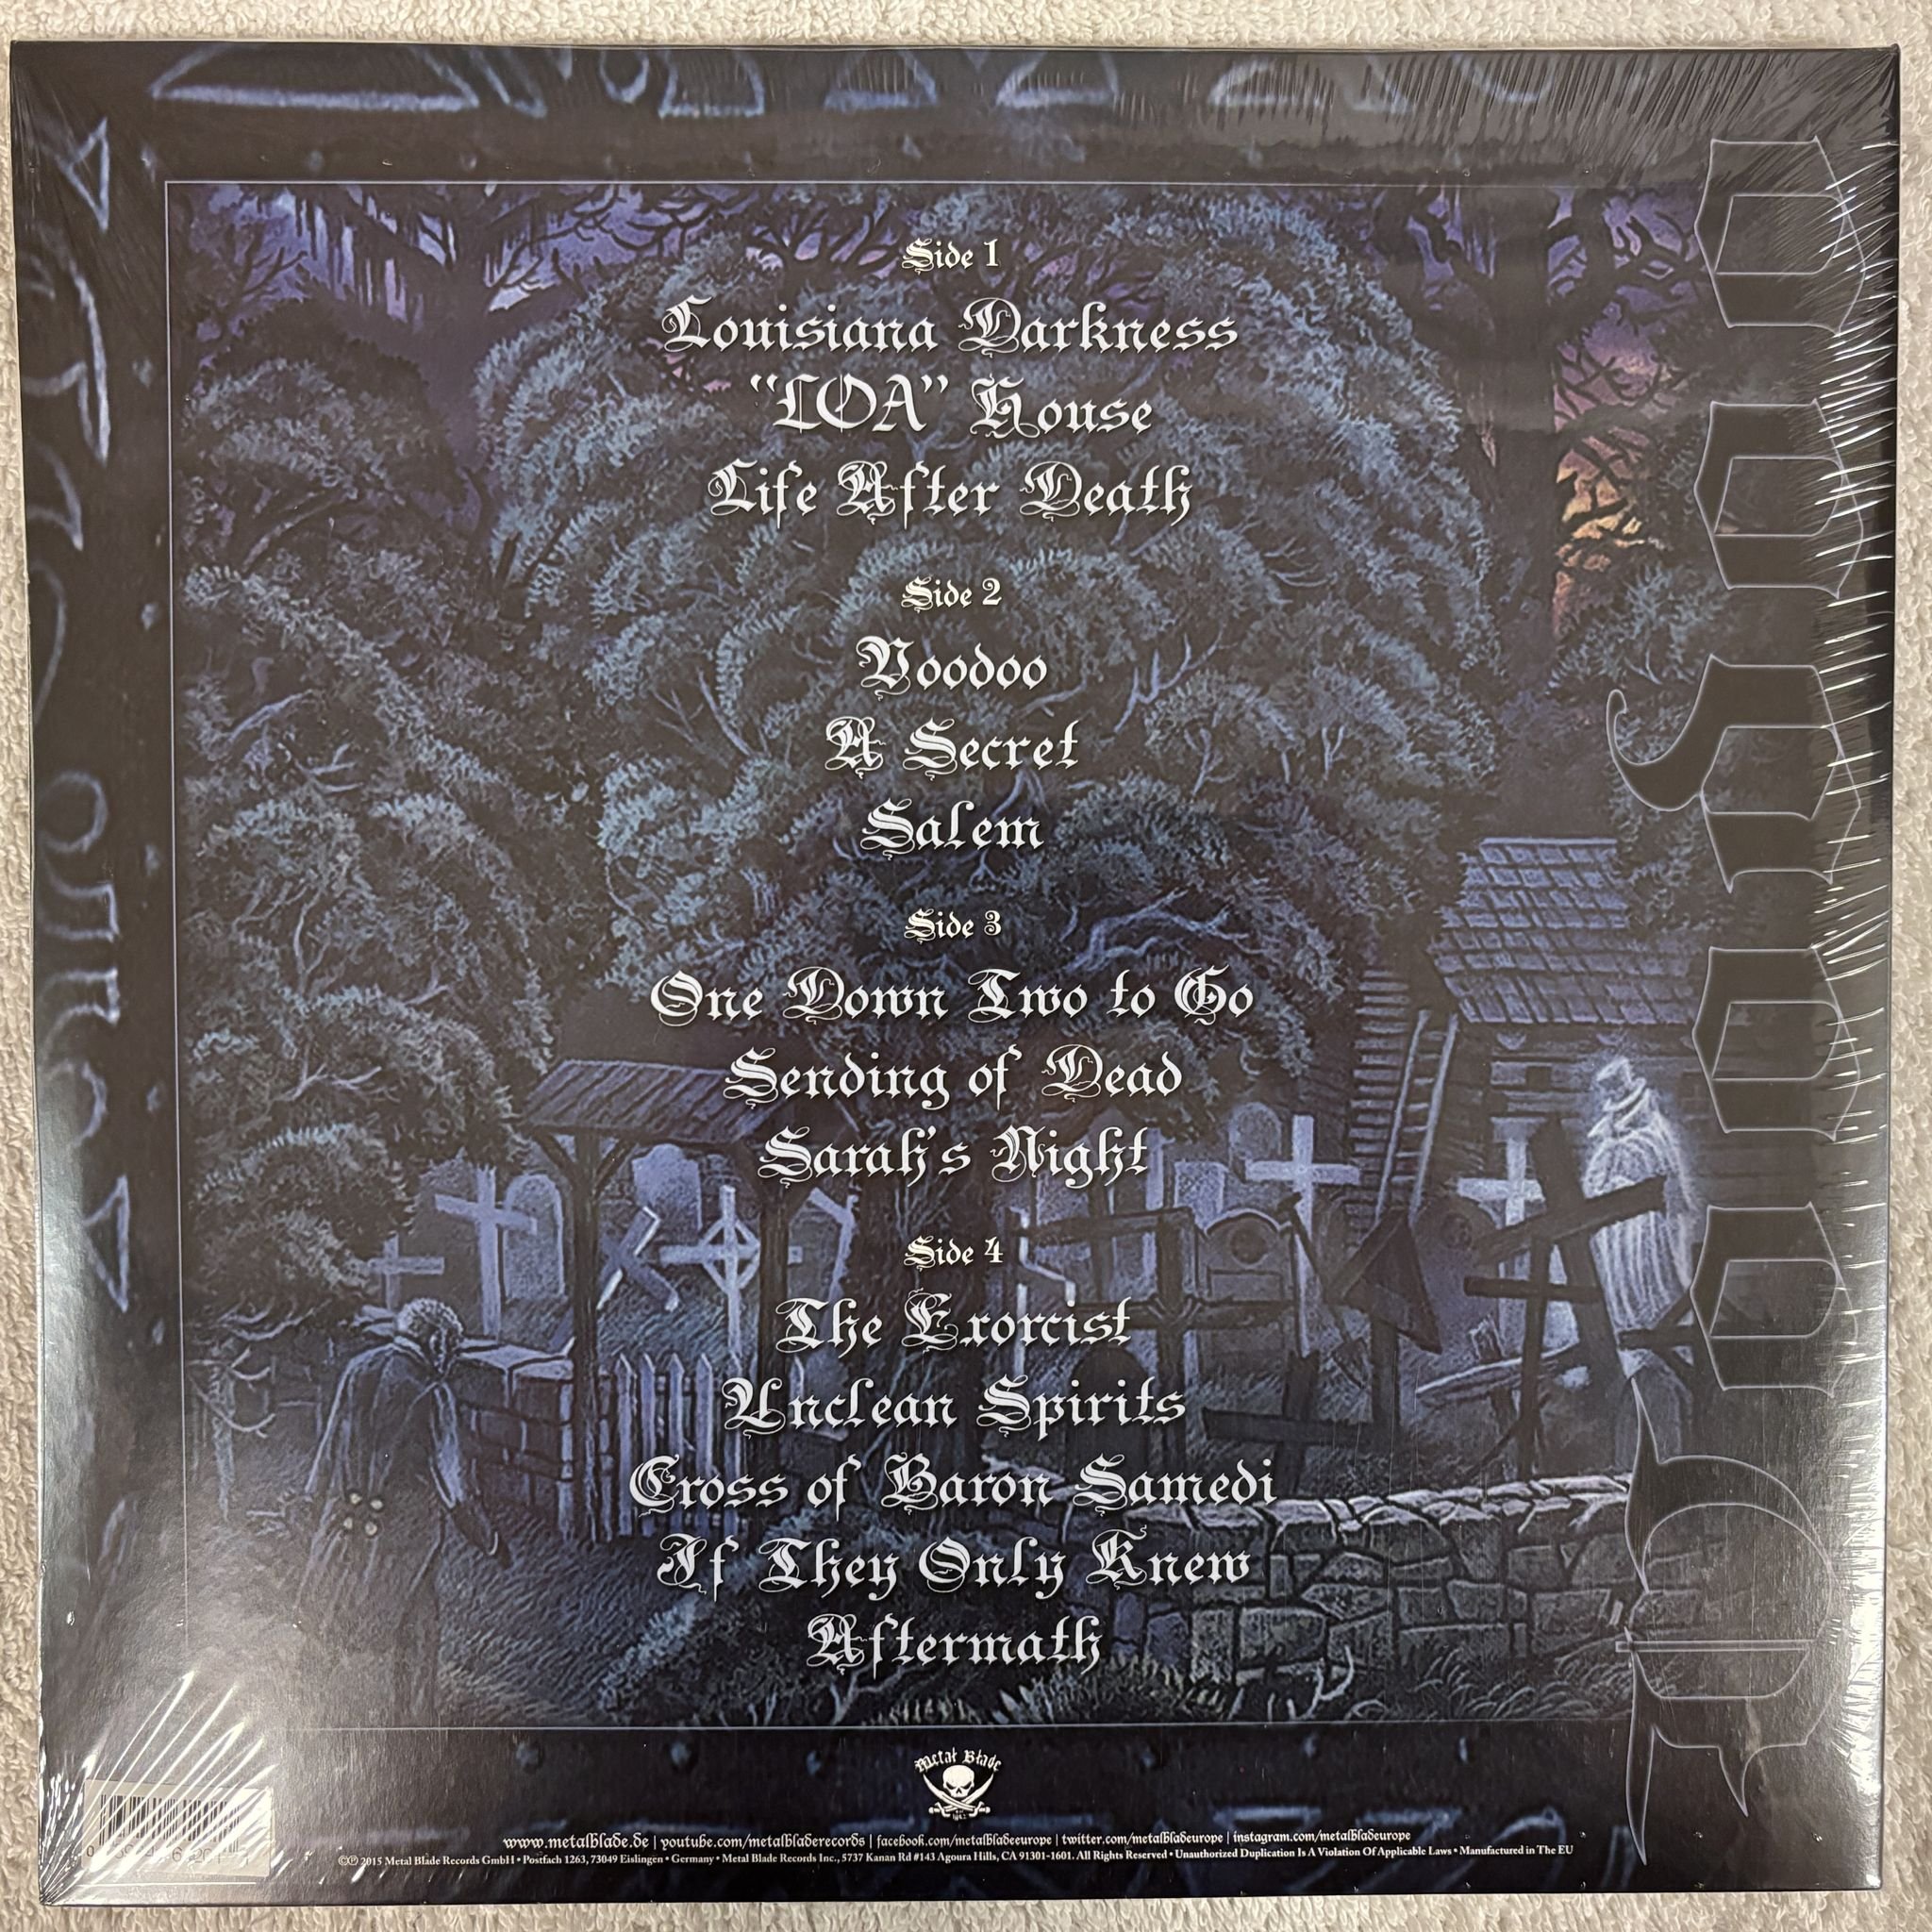 Side 1
Louisiana Darkness
“LOA” House
Life After Death
Side 2
Voodoo
A Secret
Salem
Side 3
One Down Two to Go
Sending of Dead
Sarah's Night
Side 4
The Exorcist
Unclean Spirits
Cross of Baron Samedi
If They Only Knew
Aftermath
VOODOO
Metal Blade
www.metalblade.de | youtube.com/metalbladerecords | facebook.com/metalbladeeurope | twitter.com/metalbladeeurope | instagram.com/metalbladeurope
©℗ 2015 Metal Blade Records GmbH • Postfach 1263, 73049 Eislingen • Germany • Metal Blade Records Inc., 5737 Kanan Rd #143 Agoura Hills, CA 91301-1601. All Rights Reserved • Unauthorized Duplication Is A Violation Of Applicable Laws • Manufactured in The EU